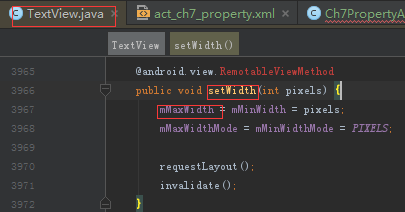 TextView.java
act_ch7_property.xml
Ch7PropertyA
TextView
setWidth()
3965 @android.view.RemotableViewMethod
3966 public void setWidth(int pixels) {
3967 mMaxWidth = mMinWidth = pixels;
3968 mMaxWidthMode = mMinWidthMode = PIXELS;
3970 requestLayout();
3971 invalidate();
3972 }